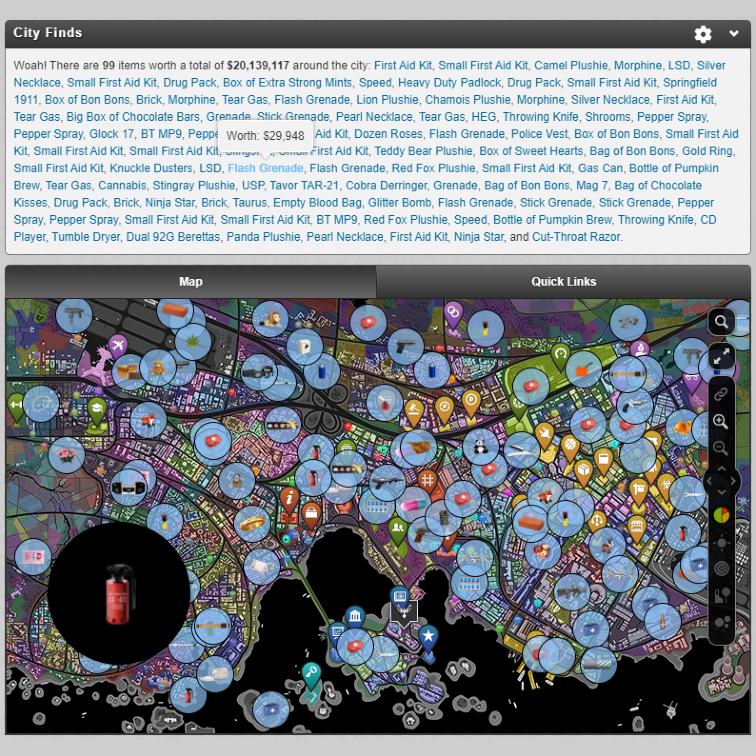 City Finds
Woah! There are 99 items worth a total of $20,139,117 around the city: First Aid Kit, Small First Aid Kit, Camel Plushie, Morphine, LSD, Silver
Necklace, Small First Aid Kit, Drug Pack, Box of Extra Strong Mints, Speed, Heavy Duty Padlock, Drug Pack, Small First Aid Kit, Springfield
1911, Box of Bon Bons, Brick, Morphine, Tear Gas, Flash Grenade, Lion Plushie, Chamois Plushie, Morphine, Silver Necklace, First Aid Kit,
Tear Gas, Big Box of Chocolate Bars, Grenade, Stick Grenade, Pearl Necklace, Tear Gas, HEG, Throwing Knife, Shrooms, Pepper Spray,
Pepper Spray, Glock 17, BT MP9, Peppe
Worth: $29,948
Aid Kit, Dozen Roses, Flash Grenade, Police Vest, Box of Bon Bons, Small First Aid
Kit, Small First Aid Kit, Small First Aid Kit, Slingshot, Small First Aid Kit, Teddy Bear Plushie, Box of Sweet Hearts, Bag of Bon Bons, Gold Ring,
Small First Aid Kit, Knuckle Dusters, LSD, Flash Grenade, Flash Grenade, Red Fox Plushie, Small First Aid Kit, Gas Can, Bottle of Pumpkin
Brew, Tear Gas, Cannabis, Stingray Plushie, USP, Tavor TAR-21, Cobra Derringer, Grenade, Bag of Bon Bons, Mag 7, Bag of Chocolate
Kisses, Drug Pack, Brick, Ninja Star, Brick, Taurus, Empty Blood Bag, Glitter Bomb, Flash Grenade, Stick Grenade, Stick Grenade, Pepper
Spray, Pepper Spray, Small First Aid Kit, Small First Aid Kit, BT MP9, Red Fox Plushie, Speed, Bottle of Pumpkin Brew, Throwing Knife, CD
Player, Tumble Dryer, Dual 92G Berettas, Panda Plushie, Pearl Necklace, First Aid Kit, Ninja Star, and Cut-Throat Razor.
Map
Quick Links